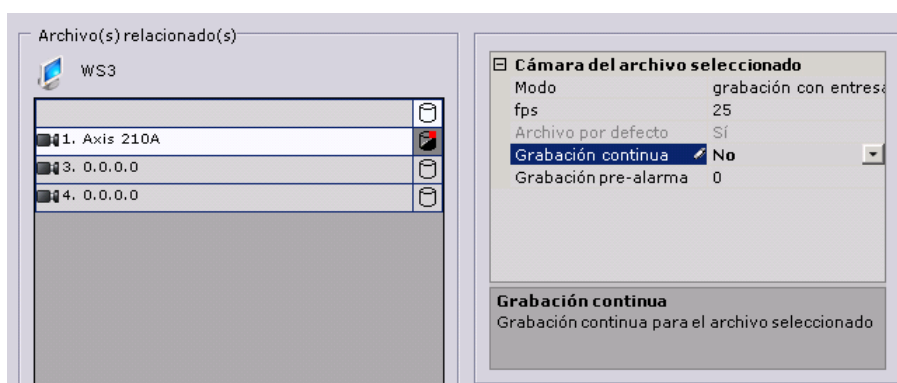 Archivo(s) relacionado(s)
WS3
1. Axis 210A
3. 0.0.0.0
4. 0.0.0.0
Cámara del archivo seleccionado
Modo grabación con entresa
fps 25
Archivo por defecto Sí
Grabación continua No
Grabación pre-alarma 0
Grabación continua
Grabación continua para el archivo seleccionado